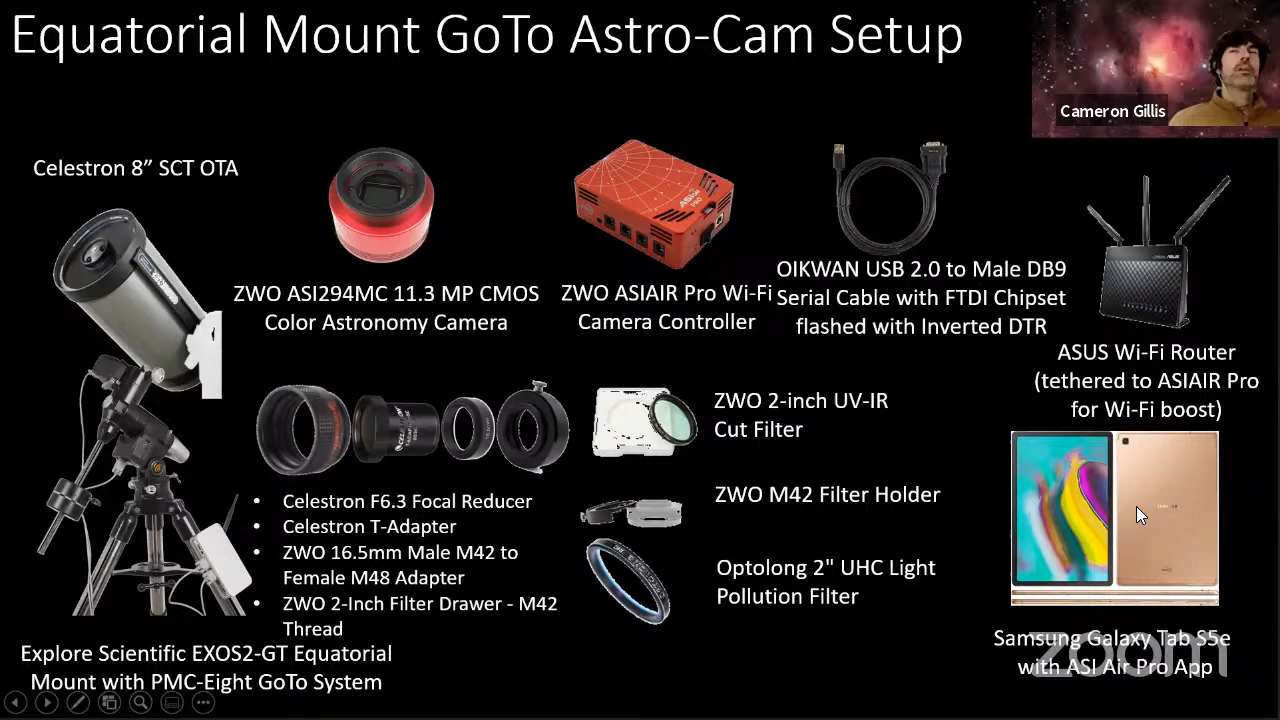 Equatorial Mount GoTo Astro-Cam Setup
Cameron Gillis
Celestron 8” SCT OTA
ZWO ASI294MC 11.3 MP CMOS
Color Astronomy Camera
ZWO ASIAIR Pro Wi-Fi
Camera Controller
OIKWAN USB 2.0 to Male DB9
Serial Cable with FTDI Chipset
flashed with Inverted DTR
ASUS Wi-Fi Router
(tethered to ASIAIR Pro
for Wi-Fi boost)
• Celestron F6.3 Focal Reducer
• Celestron T-Adapter
• ZWO 16.5mm Male M42 to
Female M48 Adapter
• ZWO 2-Inch Filter Drawer - M42
Thread
ZWO 2-inch UV-IR
Cut Filter
ZWO M42 Filter Holder
Optolong 2" UHC Light
Pollution Filter
Samsung Galaxy Tab S5e
with ASI Air Pro App
zoom
Explore Scientific EXOS2-GT Equatorial
Mount with PMC-Eight GoTo System